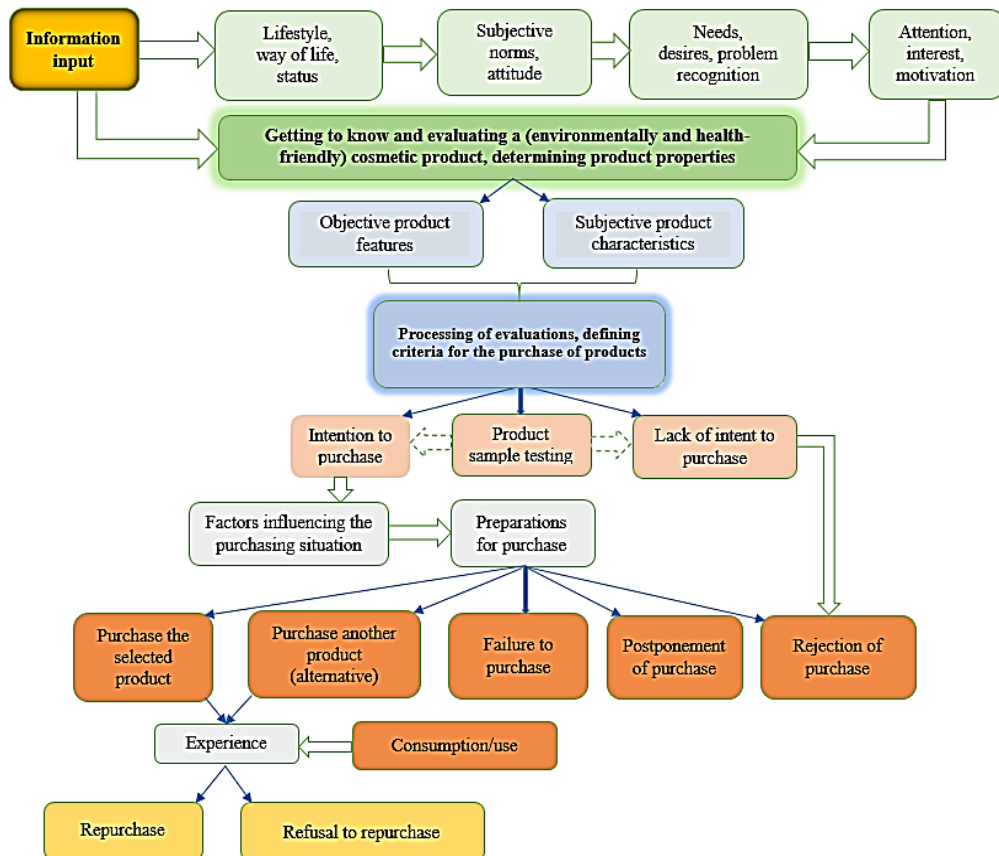 Information
input
Lifestyle,
way of life,
status
Subjective
norms,
attitude
Needs,
desires, problem
recognition
Attention,
interest,
motivation
Getting to know and evaluating a (environmentally and health-
friendly) cosmetic product, determining product properties
Objective product
features
Subjective product
characteristics
Processing of evaluations, defining
criteria for the purchase of products
Intention to
purchase
Product
sample testing
Lack of intent to
purchase
Factors influencing the
purchasing situation
Preparations
for purchase
Purchase the
selected
product
Purchase another
product
(alternative)
Failure to
purchase
Postponement
of purchase
Rejection of
purchase
Experience
Consumption/use
Repurchase
Refusal to repurchase